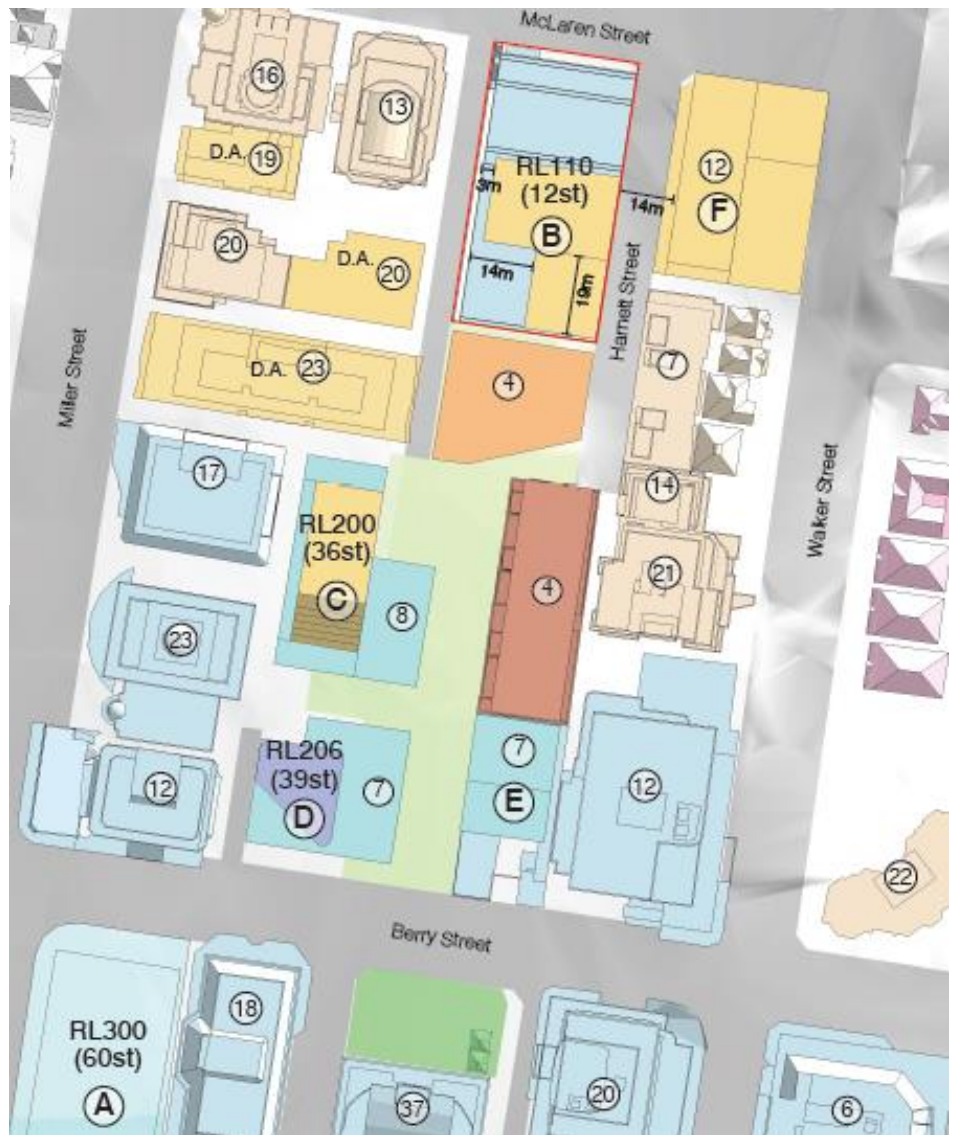 McLaren Street
16
13
D.A. 19
RL110
(12st)
B
3m
14m
19m
14m
12
F
20
D.A. 20
Harnett Street
Miller Street
D.A. 23
4
7
17
14
RL200
(36st)
C
8
4
21
Walker Street
23
RL206
(39st)
D
7
7
E
12
12
22
Berry Street
RL300
(60st)
A
18
37
20
6